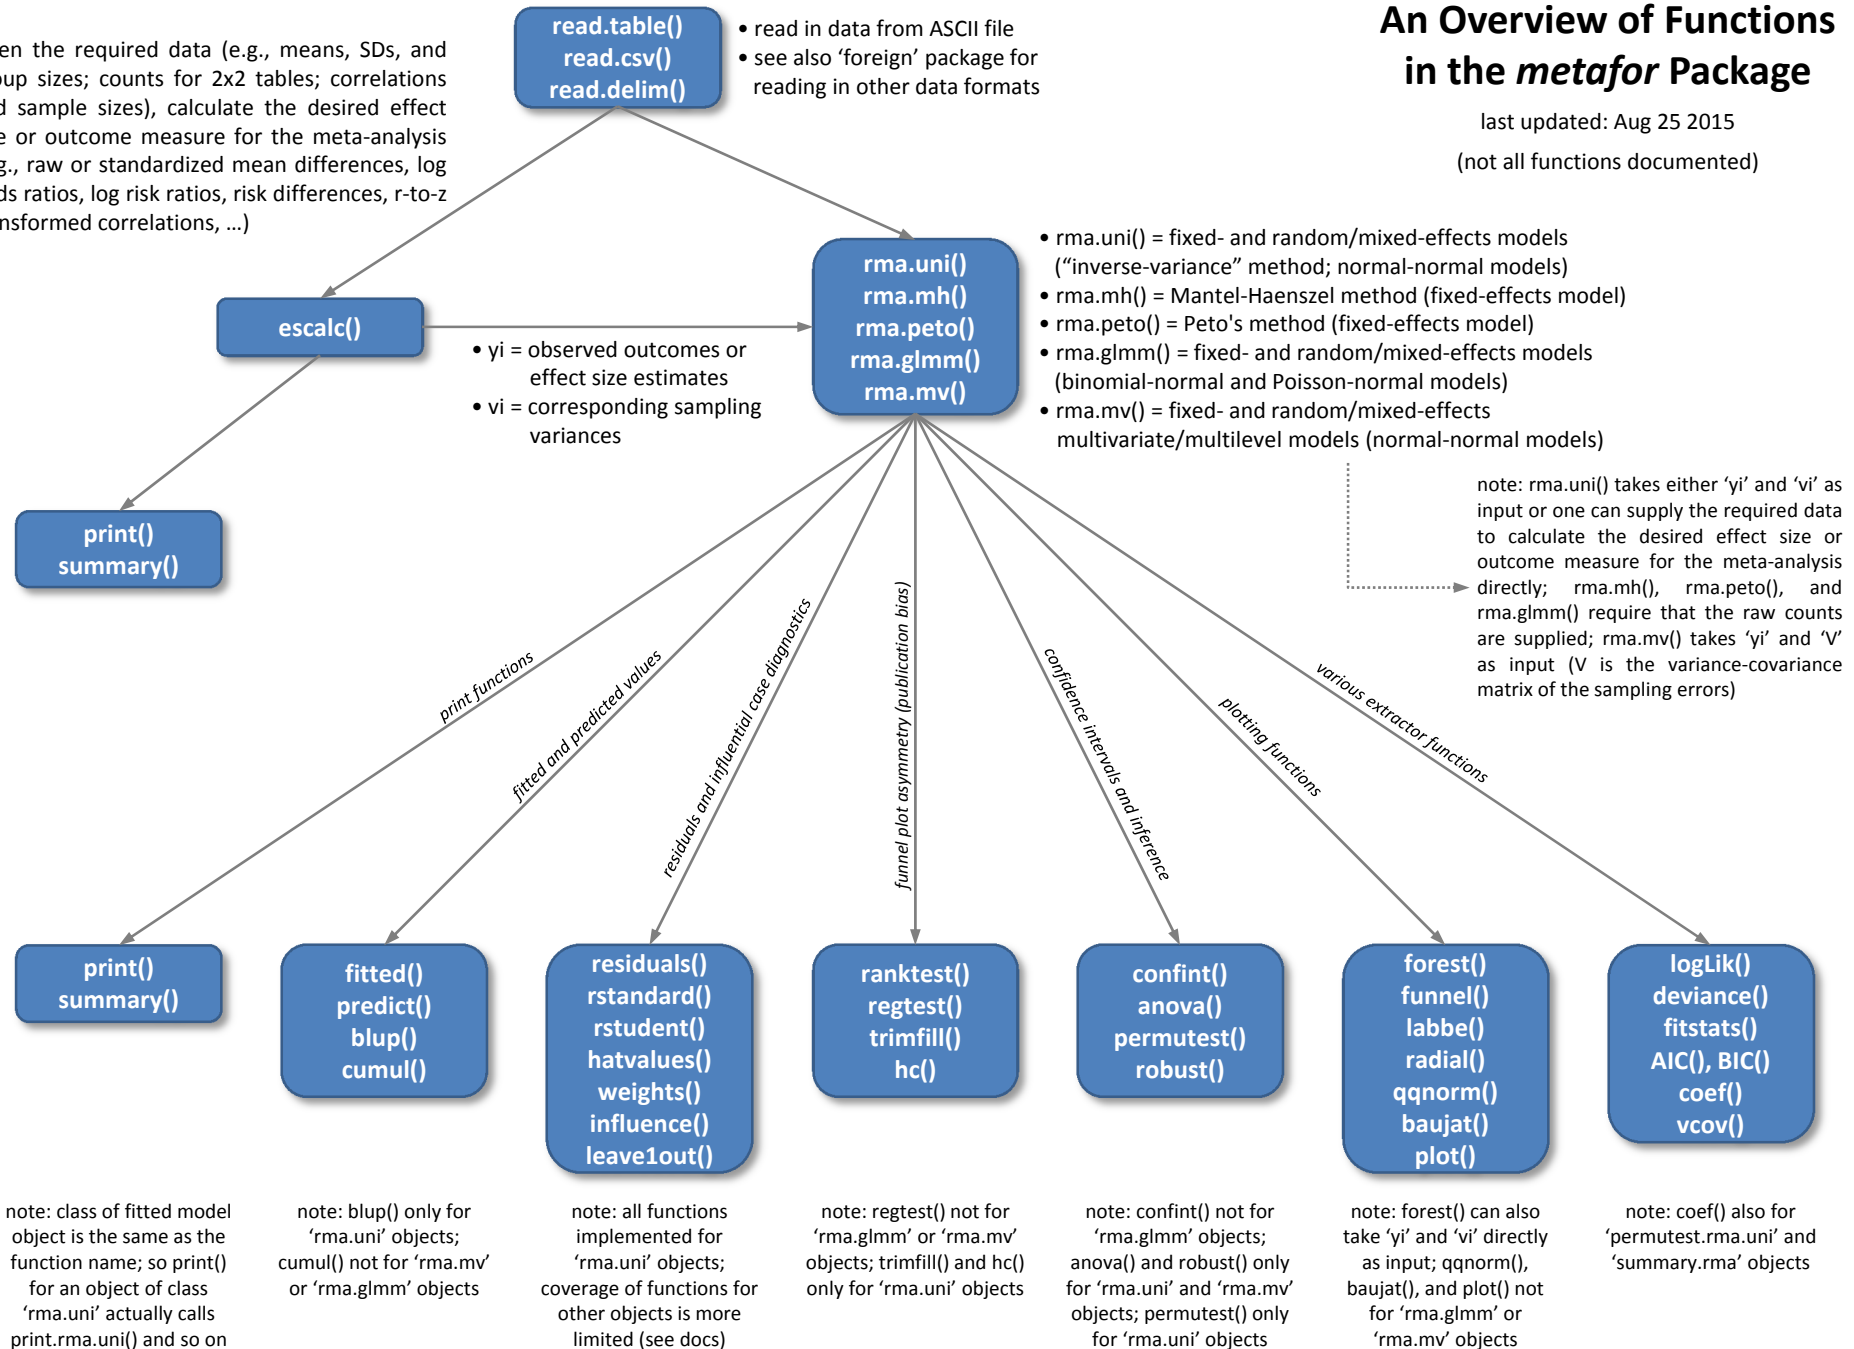 An Overview of Functions
in the metafor Package
last updated: Aug 25 2015
(not all functions documented)
the required data (e.g., means, SDs, and
sizes; counts for 2x2 tables; correlations
sample sizes), calculate the desired effect
or outcome measure for the meta-analysis
raw or standardized mean differences, log
ratios, log risk ratios, risk differences, r-to-z
correlations, …)
read.table()
read.csv()
read.delim()
• read in data from ASCII file
• see also ‘foreign’ package for
reading in other data formats
escalc()
• yi = observed outcomes or
effect size estimates
• vi = corresponding sampling
variances
rma.uni()
rma.mh()
rma.peto()
rma.glmm()
rma.mv()
• rma.uni() = fixed- and random/mixed-effects models
(“inverse-variance” method; normal-normal models)
• rma.mh() = Mantel-Haenszel method (fixed-effects model)
• rma.peto() = Peto's method (fixed-effects model)
• rma.glmm() = fixed- and random/mixed-effects models
(binomial-normal and Poisson-normal models)
• rma.mv() = fixed- and random/mixed-effects
multivariate/multilevel models (normal-normal models)
note: rma.uni() takes either ‘yi’ and ‘vi’ as
input or one can supply the required data
to calculate the desired effect size or
outcome measure for the meta-analysis
directly; rma.mh(), rma.peto(), and
rma.glmm() require that the raw counts
are supplied; rma.mv() takes ‘yi’ and ‘V’
as input (V is the variance-covariance
matrix of the sampling errors)
print()
summary()
print functions
fitted and predicted values
residuals and influential case diagnostics
funnel plot asymmetry (publication bias)
confidence intervals and inference
plotting functions
various extractor functions
print()
summary()
fitted()
predict()
blup()
cumul()
residuals()
rstandard()
rstudent()
hatvalues()
weights()
influence()
leave1out()
ranktest()
regtest()
trimfill()
hc()
confint()
anova()
permutest()
robust()
forest()
funnel()
labbe()
radial()
qqnorm()
baujat()
plot()
logLik()
deviance()
fitstats()
AIC(), BIC()
coef()
vcov()
note: class of fitted model
object is the same as the
function name; so print()
for an object of class
‘rma.uni’ actually calls
print.rma.uni() and so on
note: blup() only for
‘rma.uni’ objects;
cumul() not for ‘rma.mv’
or ‘rma.glmm’ objects
note: all functions
implemented for
‘rma.uni’ objects;
coverage of functions for
other objects is more
limited (see docs)
note: regtest() not for
‘rma.glmm’ or ‘rma.mv’
objects; trimfill() and hc()
only for ‘rma.uni’ objects
note: confint() not for
‘rma.glmm’ objects;
anova() and robust() only
for ‘rma.uni’ and ‘rma.mv’
objects; permutest() only
for ‘rma.uni’ objects
note: forest() can also
take ‘yi’ and ‘vi’ directly
as input; qqnorm(),
baujat(), and plot() not
for ‘rma.glmm’ or
‘rma.mv’ objects
note: coef() also for
‘permutest.rma.uni’ and
‘summary.rma’ objects